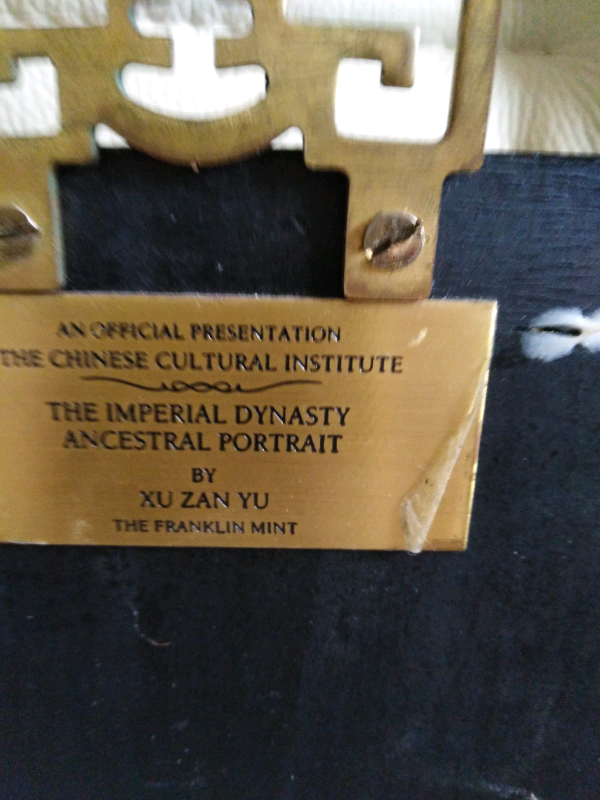 AN OFFICIAL PRESENTATION
THE CHINESE CULTURAL INSTITUTE
THE IMPERIAL DYNASTY
ANCESTRAL PORTRAIT
BY
XU ZAN YU
THE FRANKLIN MINT